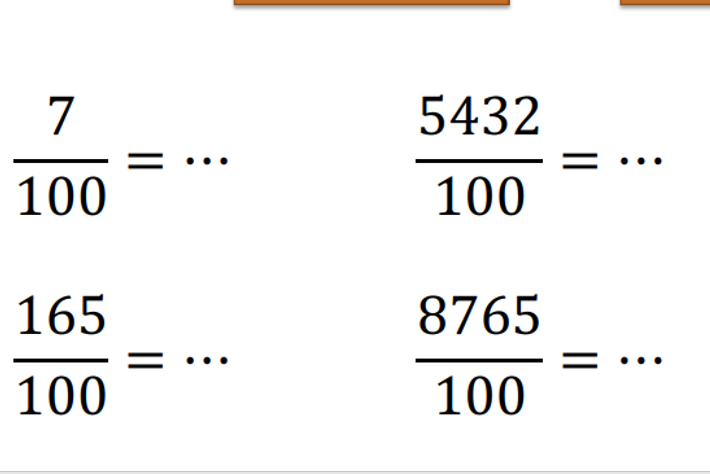 7/100 = ⋯
5432/100 = ⋯
165/100 = ⋯
8765/100 = ⋯